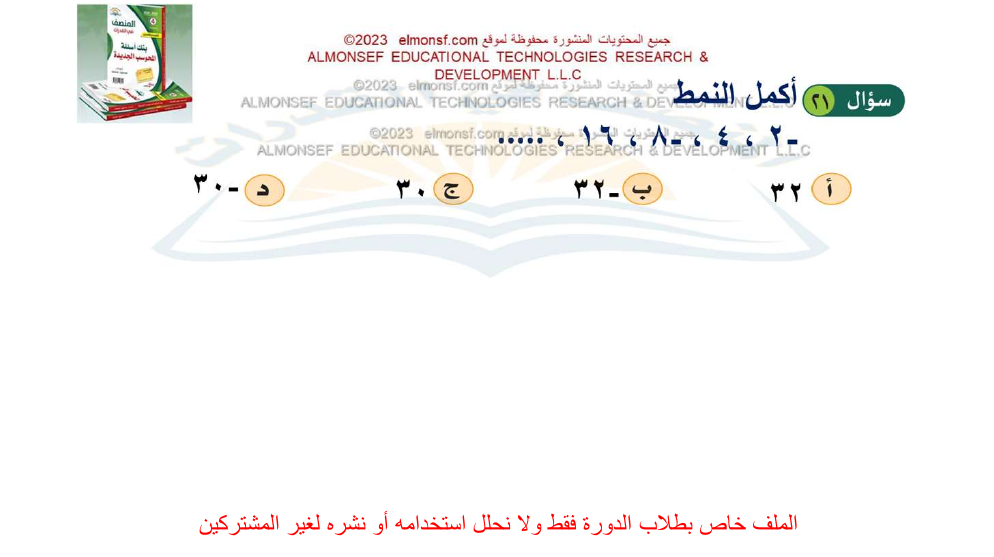 المنصف
في القدرات
بنك أسئلة
المحوسب الجديدة
جميع المحتويات المنشورة محفوظة لموقع elmonsf.com ©2023
ALMONSEF EDUCATIONAL TECHNOLOGIES RESEARCH &
DEVELOPMENT L.L.C
جميع المحتويات المنشورة محفوظة لموقع elmonsf.com ©2023
ALMONSEF EDUCATIONAL TECHNOLOGIES RESEARCH & DEVELOPMENT L.L.C
سؤال ٢١ أكمل النمط
-٢ ، ٤ ، -٨ ، ١٦ ، .....
جميع المحتويات المنشورة محفوظة لموقع elmonsf.com ©2023
ALMONSEF EDUCATIONAL TECHNOLOGIES RESEARCH & DEVELOPMENT L.L.C
أ ٣٢ ب -٣٢ ج ٣٠ د -٣٠
الملف خاص بطلاب الدورة فقط ولا نحلل استخدامه أو نشره لغير المشتركين